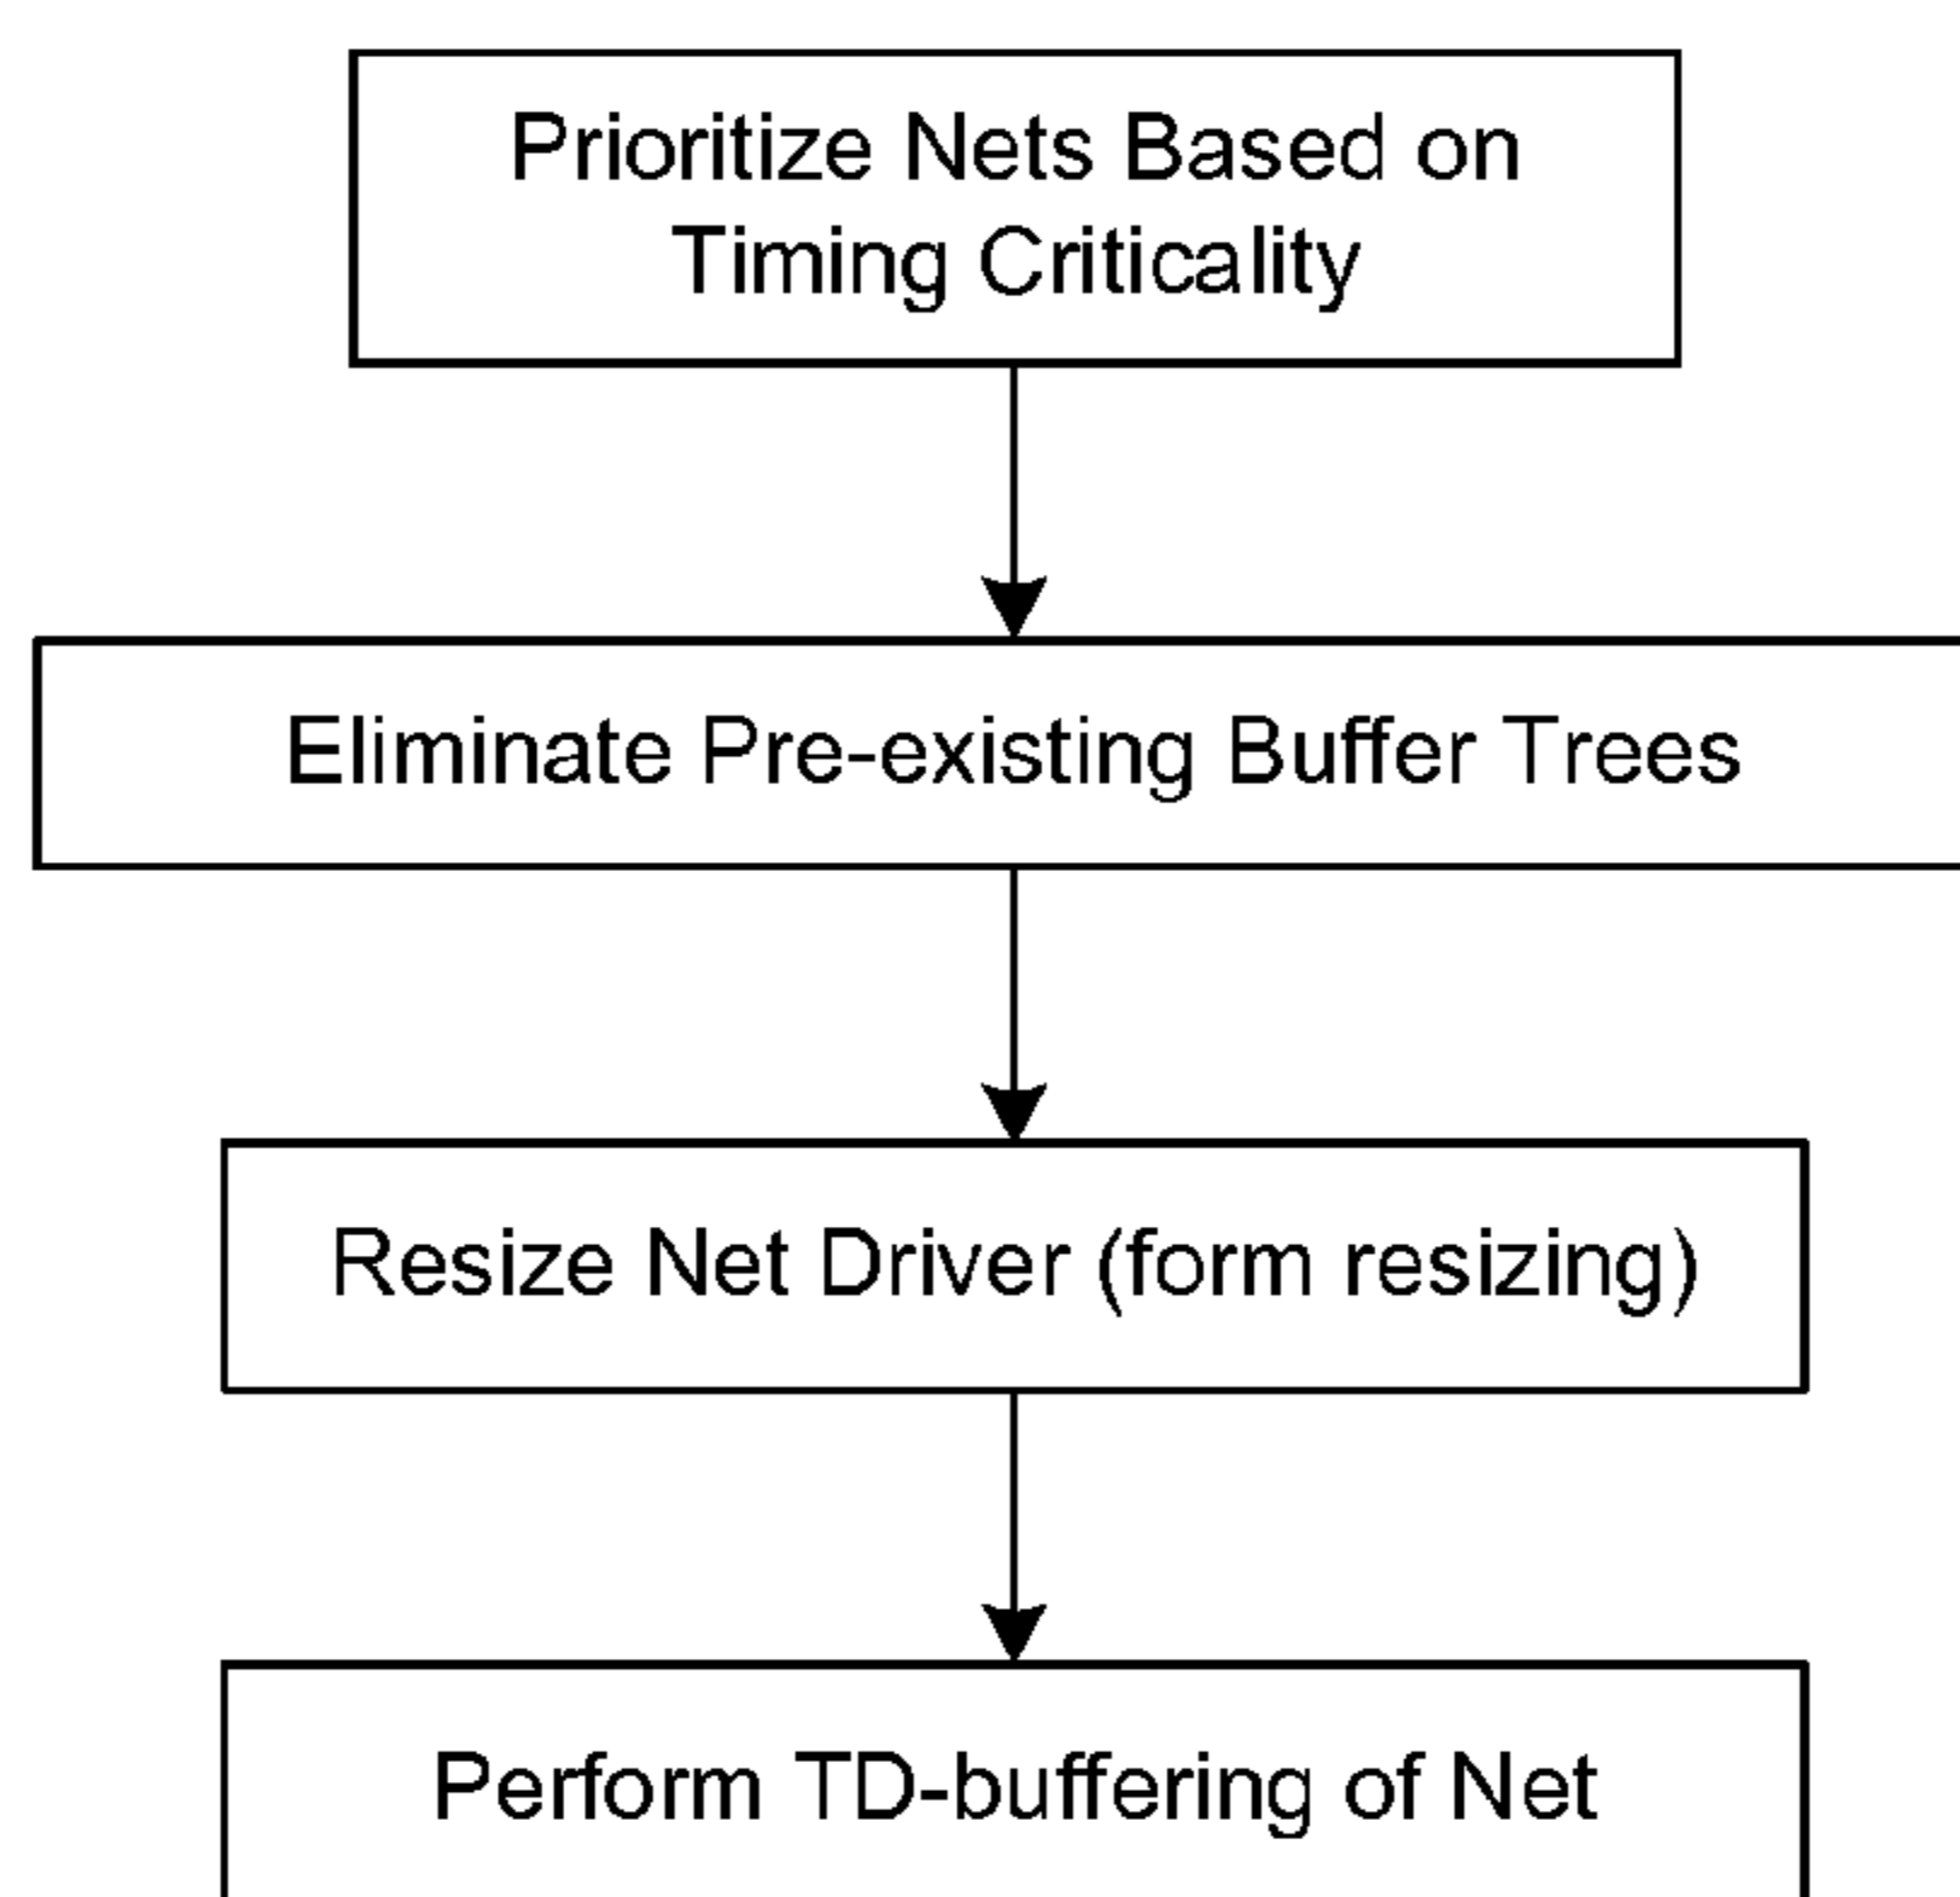 Prioritize Nets Based on
Timing Criticality
Eliminate Pre-existing Buffer Trees
Resize Net Driver (form resizing)
Perform TD-buffering of Net